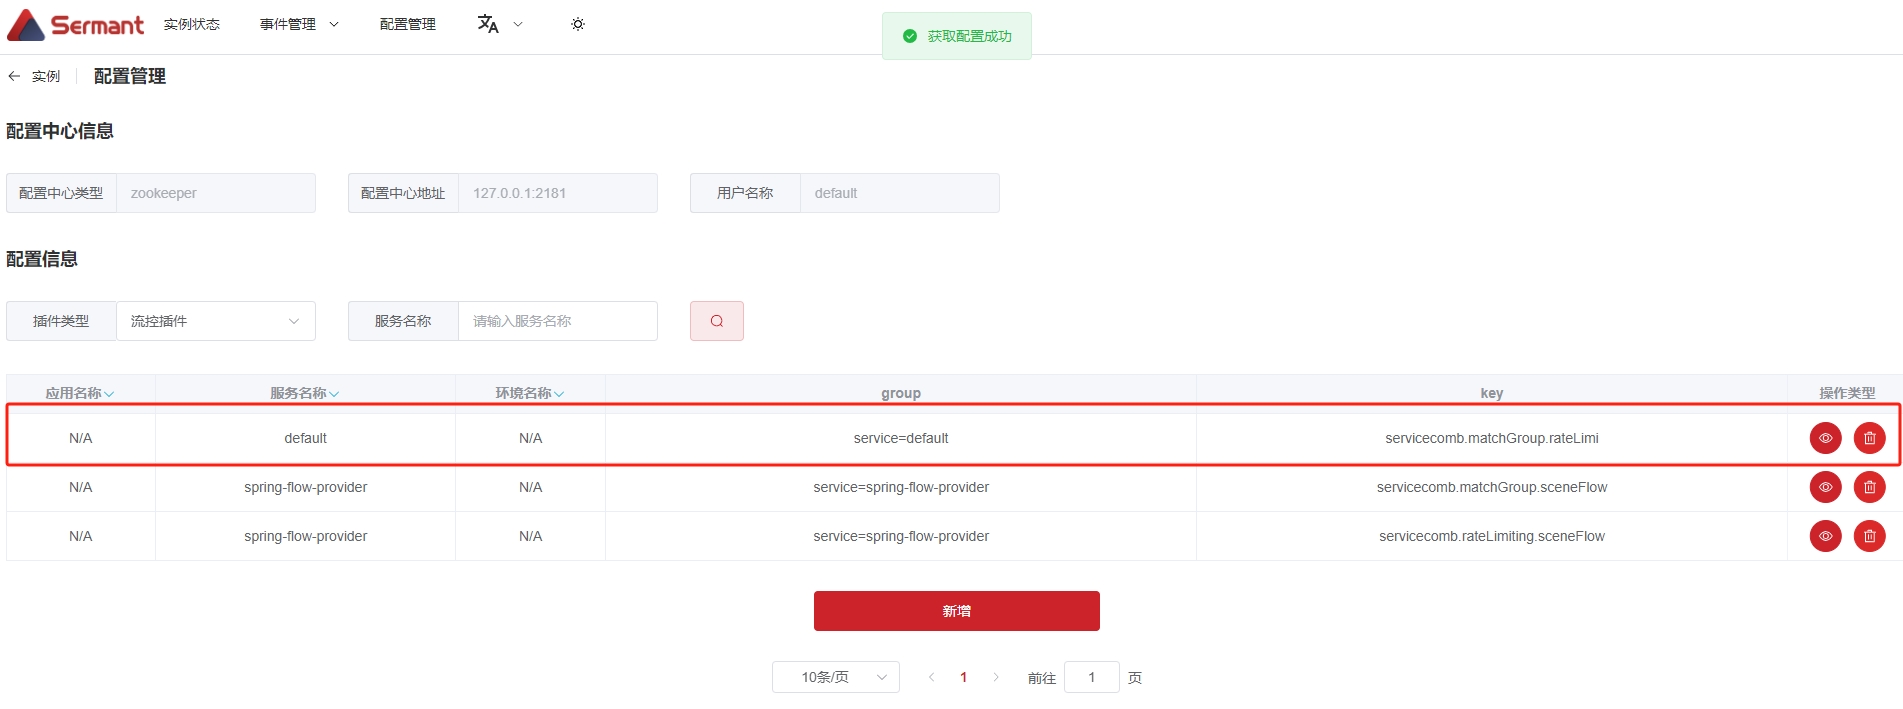 Sermant 实例状态 事件管理 配置管理 文A 获取配置成功
实例 配置管理
配置中心信息
配置中心类型 zookeeper 配置中心地址 127.0.0.1:2181 用户名称 default
配置信息
插件类型 流控插件 服务名称 请输入服务名称
应用名称 服务名称 环境名称 group key 操作类型
N/A default N/A service=default servicecomb.matchGroup.rateLimi
N/A spring-flow-provider N/A service=spring-flow-provider servicecomb.matchGroup.sceneFlow
N/A spring-flow-provider N/A service=spring-flow-provider servicecomb.rateLimiting.sceneFlow
新增
10条/页 1 前往 1 页